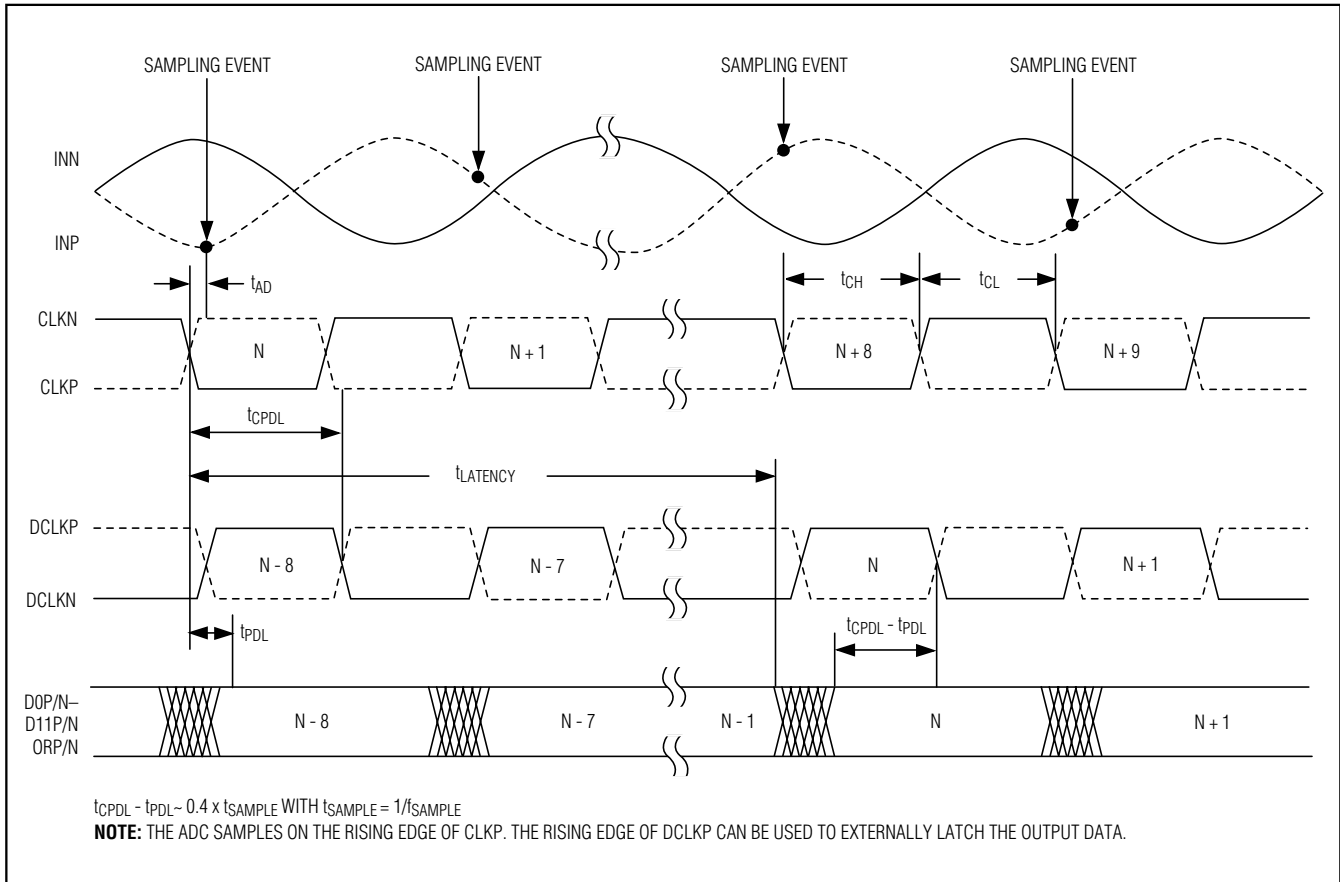 SAMPLING EVENT
SAMPLING EVENT
SAMPLING EVENT
SAMPLING EVENT
INN
INP
tAD
tCH
tCL
CLKN
N
N + 1
N + 8
N + 9
CLKP
tCPDL
tLATENCY
DCLKP
N - 8
N - 7
N
N + 1
DCLKN
tPDL
tCPDL - tPDL
D0P/N–
D11P/N
ORP/N
N - 8
N - 7
N - 1
N
N + 1
tCPDL - tPDL ~ 0.4 x tSAMPLE WITH tSAMPLE = 1/fSAMPLE
NOTE: THE ADC SAMPLES ON THE RISING EDGE OF CLKP. THE RISING EDGE OF DCLKP CAN BE USED TO EXTERNALLY LATCH THE OUTPUT DATA.